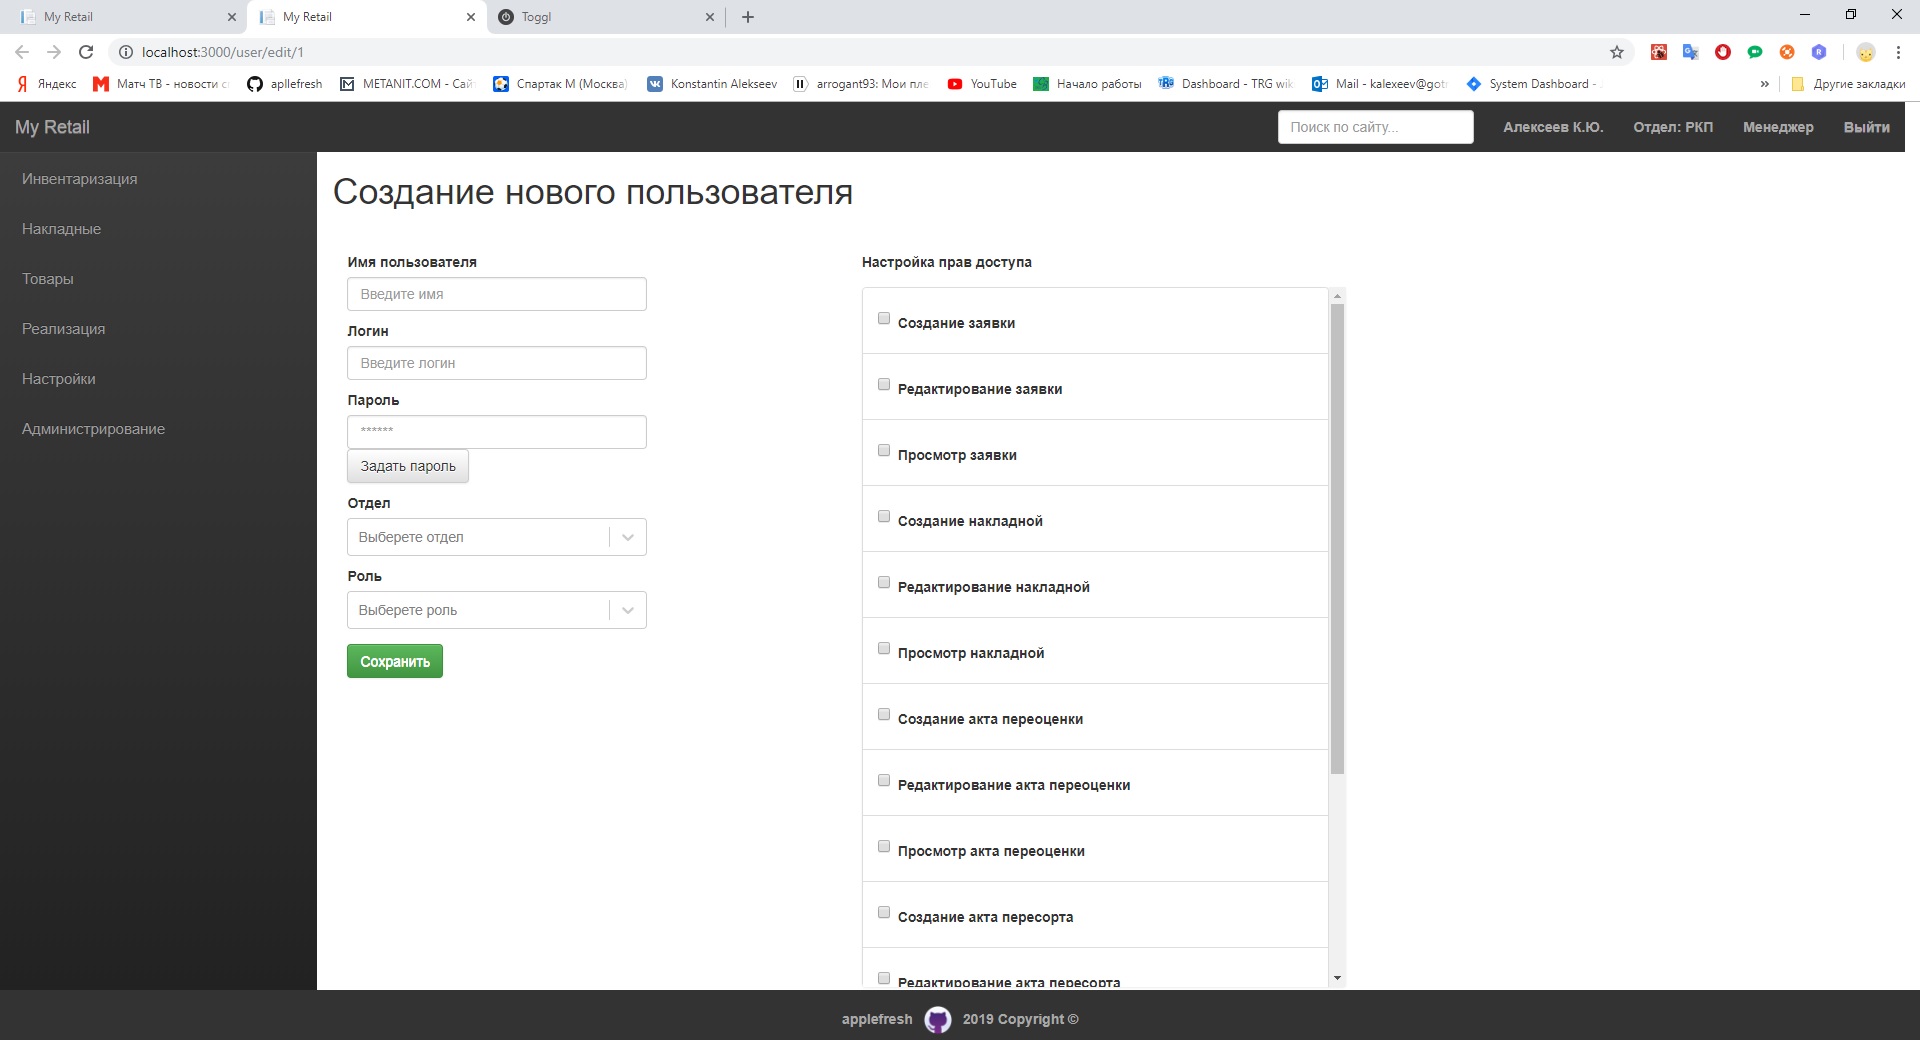 My Retail
My Retail
Toggl
localhost:3000/user/edit/1
Яндекс
Матч ТВ - новости с
apllefresh
METANIT.COM - Сай
Спартак М (Москва)
Konstantin Alekseev
arrogant93: Мои пле
YouTube
Начало работы
Dashboard - TRG wik
Mail - kalexeev@got
System Dashboard -
»
Другие закладки
My Retail
Поиск по сайту...
Алексеев К.Ю.
Отдел: РКП
Менеджер
Выйти
Инвентаризация
Накладные
Товары
Реализация
Настройки
Администрирование
Создание нового пользователя
Имя пользователя
Введите имя
Логин
Введите логин
Пароль
******
Задать пароль
Отдел
Выберете отдел
Роль
Выберете роль
Сохранить
Настройка прав доступа
Создание заявки
Редактирование заявки
Просмотр заявки
Создание накладной
Редактирование накладной
Просмотр накладной
Создание акта переоценки
Редактирование акта переоценки
Просмотр акта переоценки
Создание акта пересорта
Редактирование акта пересорта
applefresh
2019 Copyright ©